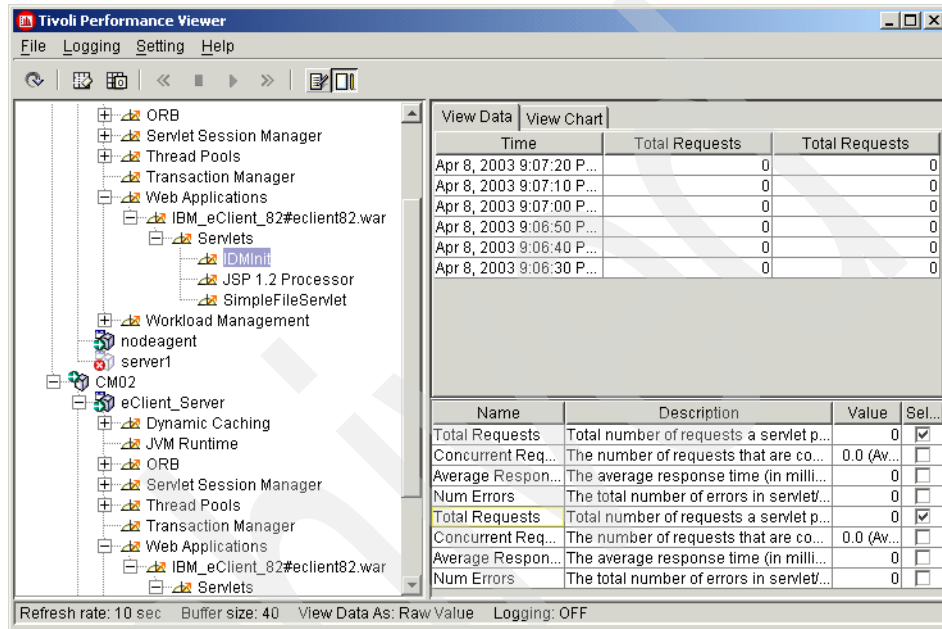 Tivoli Performance Viewer
File Logging Setting Help
ORB
Servlet Session Manager
Thread Pools
Transaction Manager
Web Applications
IBM_eClient_82#eclient82.war
Servlets
IDMInit
JSP 1.2 Processor
SimpleFileServlet
Workload Management
nodeagent
server1
CM02
eClient_Server
Dynamic Caching
JVM Runtime
ORB
Servlet Session Manager
Thread Pools
Transaction Manager
Web Applications
IBM_eClient_82#eclient82.war
Servlets
View Data View Chart
Time Total Requests Total Requests
Apr 8, 2003 9:07:20 P... 0 0
Apr 8, 2003 9:07:10 P... 0 0
Apr 8, 2003 9:07:00 P... 0 0
Apr 8, 2003 9:06:50 P... 0 0
Apr 8, 2003 9:06:40 P... 0 0
Apr 8, 2003 9:06:30 P... 0 0
Name Description Value Sel...
Total Requests Total number of requests a servlet p... 0
Concurrent Req... The number of requests that are co... 0.0 (Av...
Average Respon... The average response time (in milli... 0
Num Errors The total number of errors in servlet/... 0
Total Requests Total number of requests a servlet p... 0
Concurrent Req... The number of requests that are co... 0.0 (Av...
Average Respon... The average response time (in milli... 0
Num Errors The total number of errors in servlet/... 0
Refresh rate: 10 sec Buffer size: 40 View Data As: Raw Value Logging: OFF